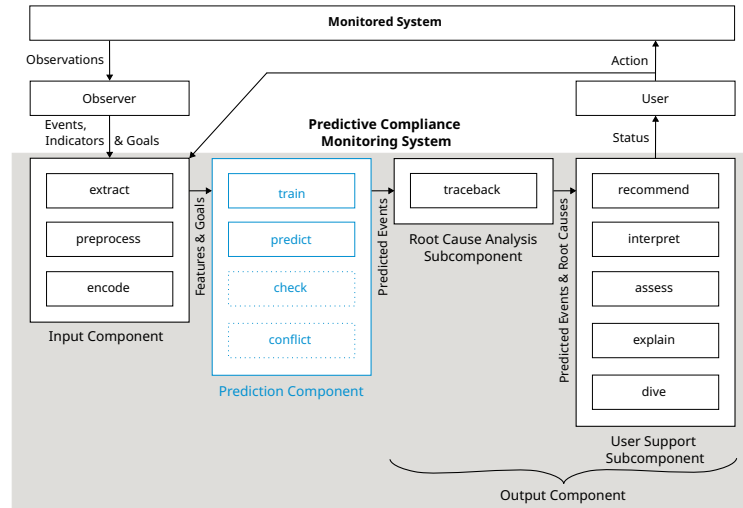 Monitored System
Observations
Action
Observer
User
Events,
Indicators & Goals
Predictive Compliance
Monitoring System
Status
extract
preprocess
encode
Input Component
Features & Goals
train
predict
check
conflict
Prediction Component
Predicted Events
traceback
Root Cause Analysis
Subcomponent
Predicted Events & Root Causes
recommend
interpret
assess
explain
dive
User Support
Subcomponent
Output Component